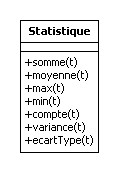 Statistique
+somme(t)
+moyenne(t)
+max(t)
+min(t)
+compte(t)
+variance(t)
+ecartType(t)